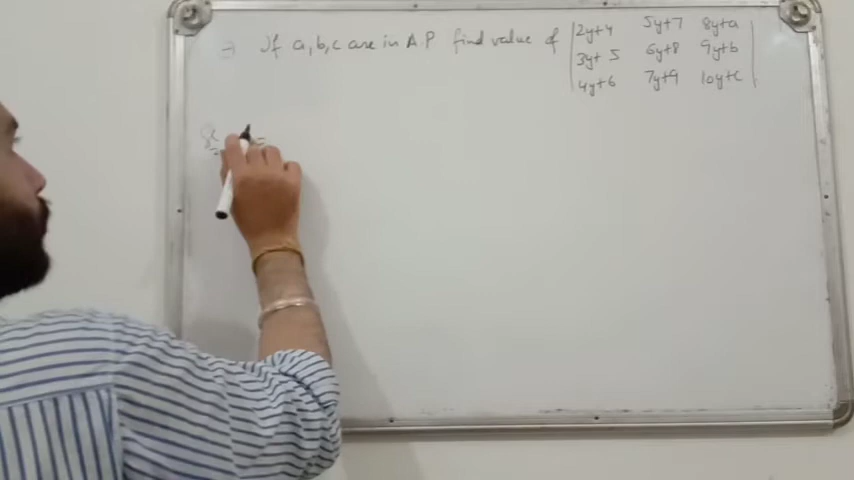 ⇒ If a,b,c are in A.P find value of |2y+4 5y+7 8y+a|
|3y+5 6y+8 9y+b|
|4y+6 7y+9 10y+c|